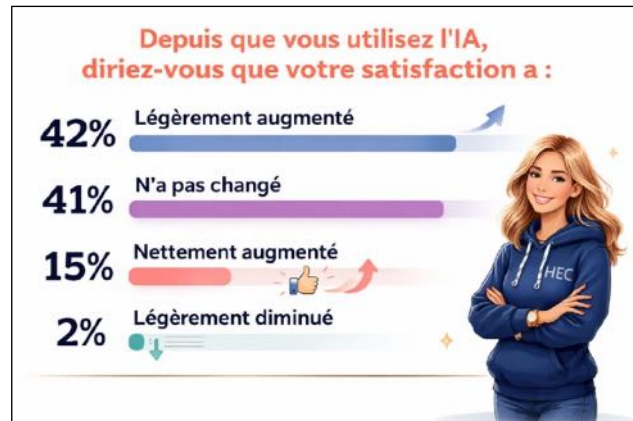 Depuis que vous utilisez l'IA,
diriez-vous que votre satisfaction a :
42% Légèrement augmenté
41% N'a pas changé
15% Nettement augmenté
2% Légèrement diminué
HEC